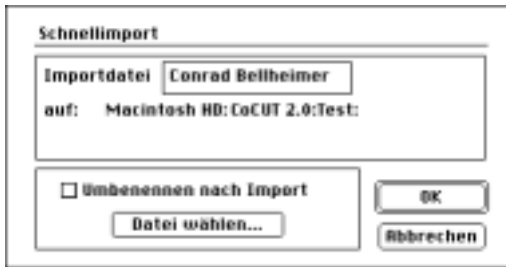 Schnellimport
Importdatei Conrad Bellheimer
auf: Macintosh HD:CoCUT 2.0:Test:
Umbenennen nach Import
Datei wählen...
OK
Abbrechen